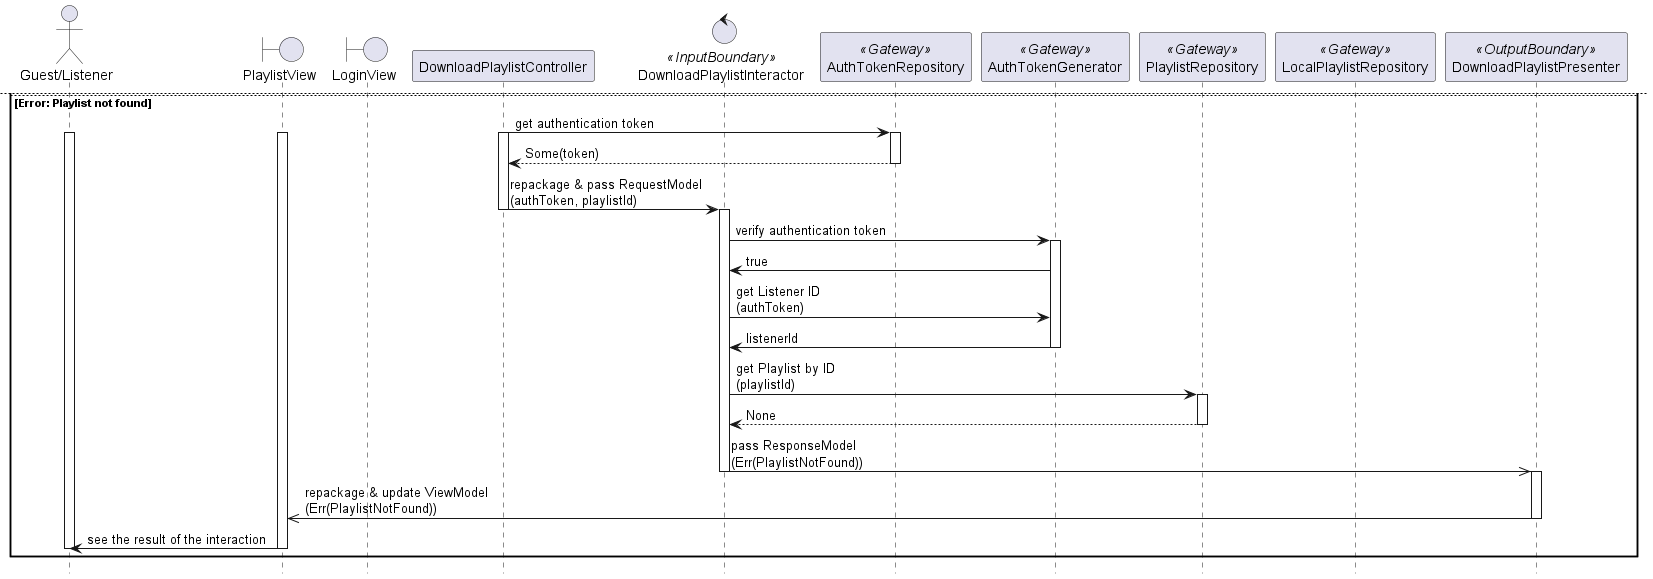 Guest/Listener
PlaylistView
LoginView
DownloadPlaylistController
«InputBoundary»
DownloadPlaylistInteractor
«Gateway»
AuthTokenRepository
«Gateway»
AuthTokenGenerator
«Gateway»
PlaylistRepository
«Gateway»
LocalPlaylistRepository
«OutputBoundary»
DownloadPlaylistPresenter
[Error: Playlist not found]
get authentication token
Some(token)
repackage & pass RequestModel
(authToken, playlistId)
verify authentication token
true
get Listener ID
(authToken)
listenerId
get Playlist by ID
(playlistId)
None
pass ResponseModel
(Err(PlaylistNotFound))
repackage & update ViewModel
(Err(PlaylistNotFound))
see the result of the interaction